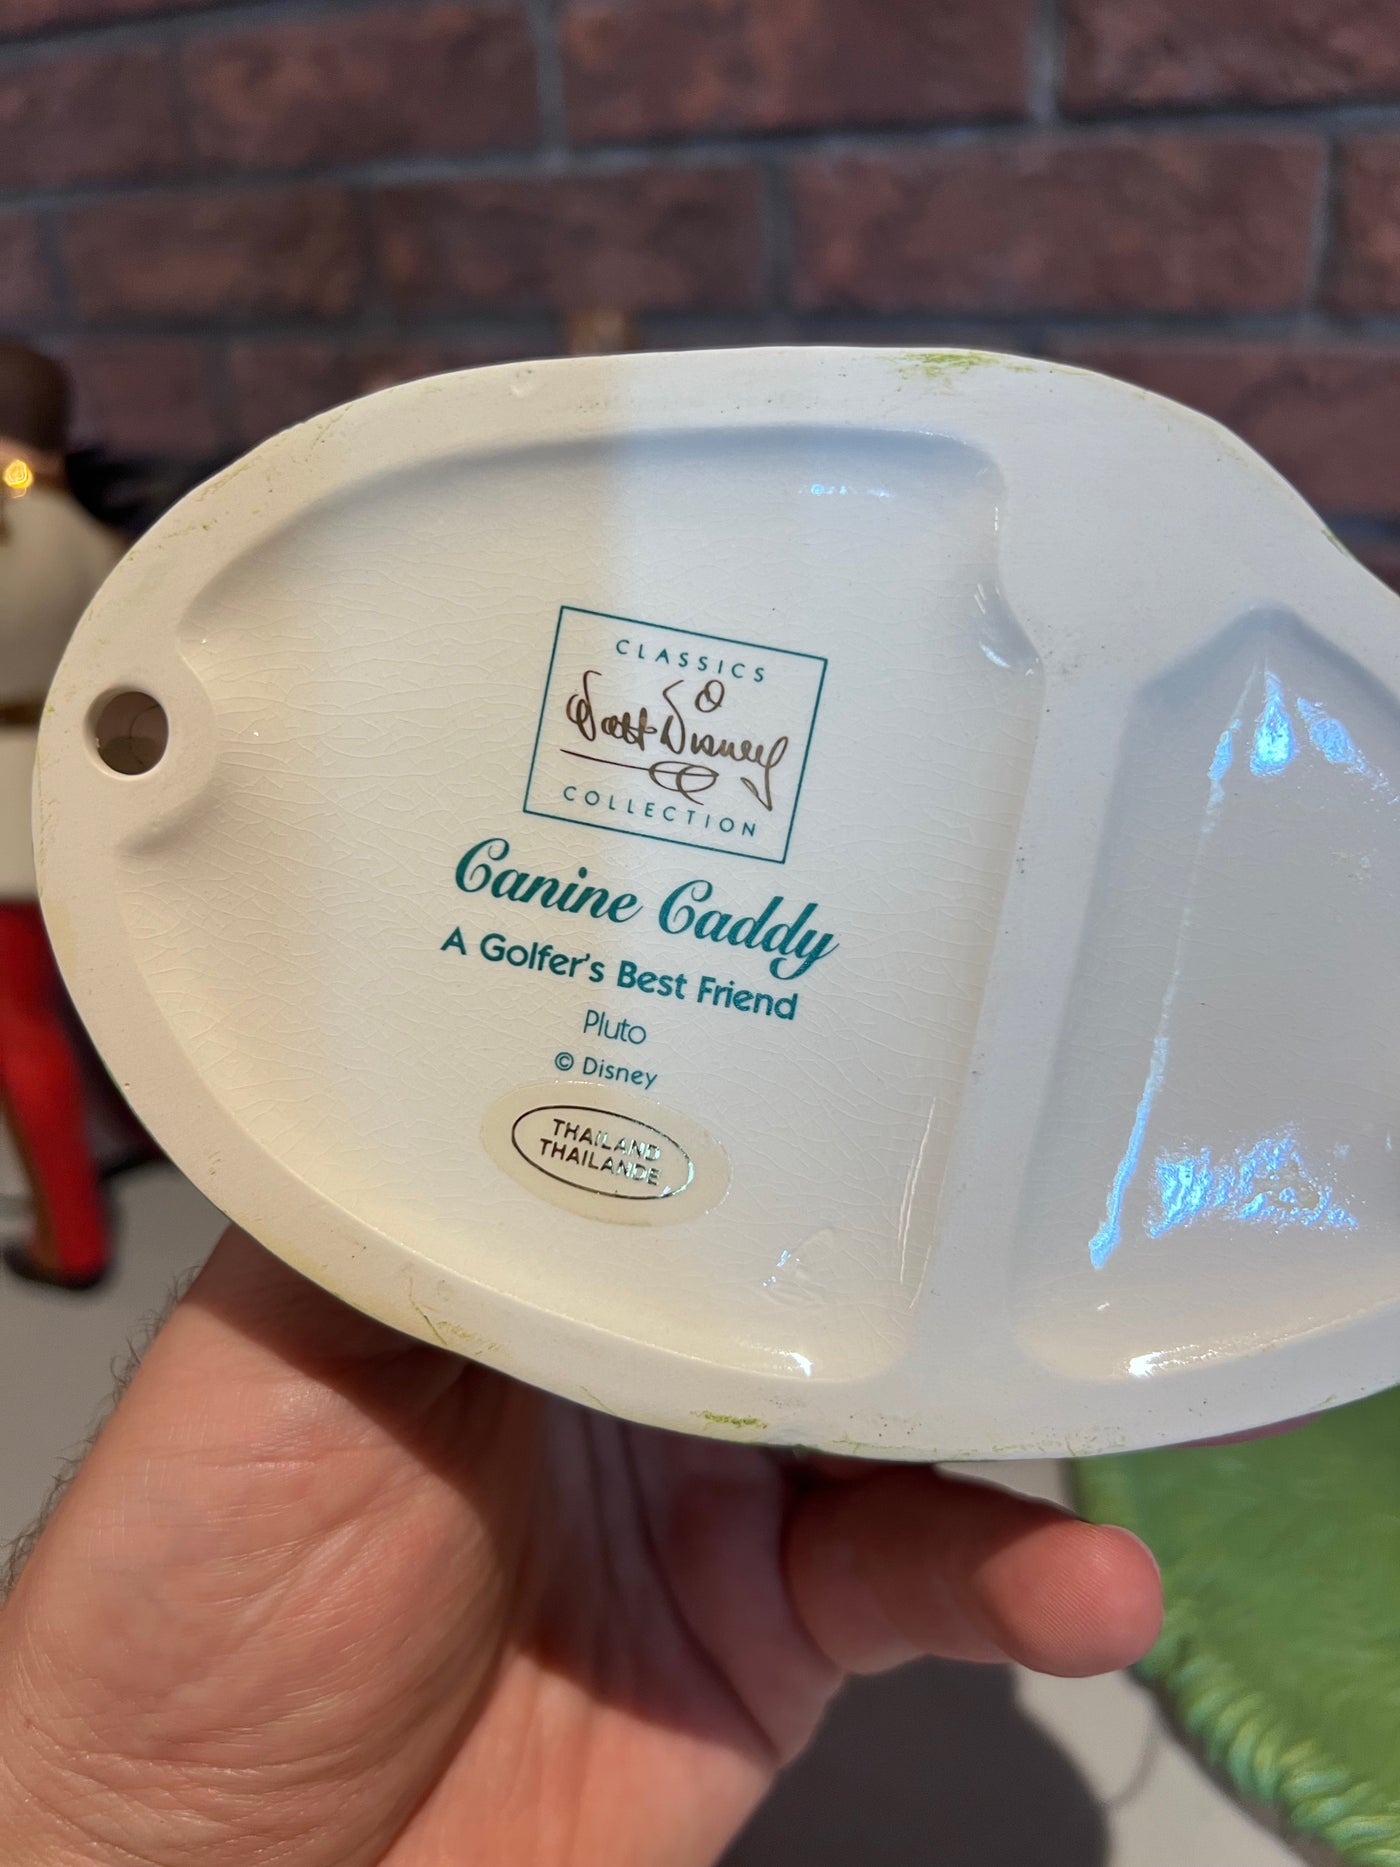 CLASSICS
Walt Disney
COLLECTION
Canine Caddy
A Golfer's Best Friend
Pluto
© Disney
THAILAND
THAILANDE